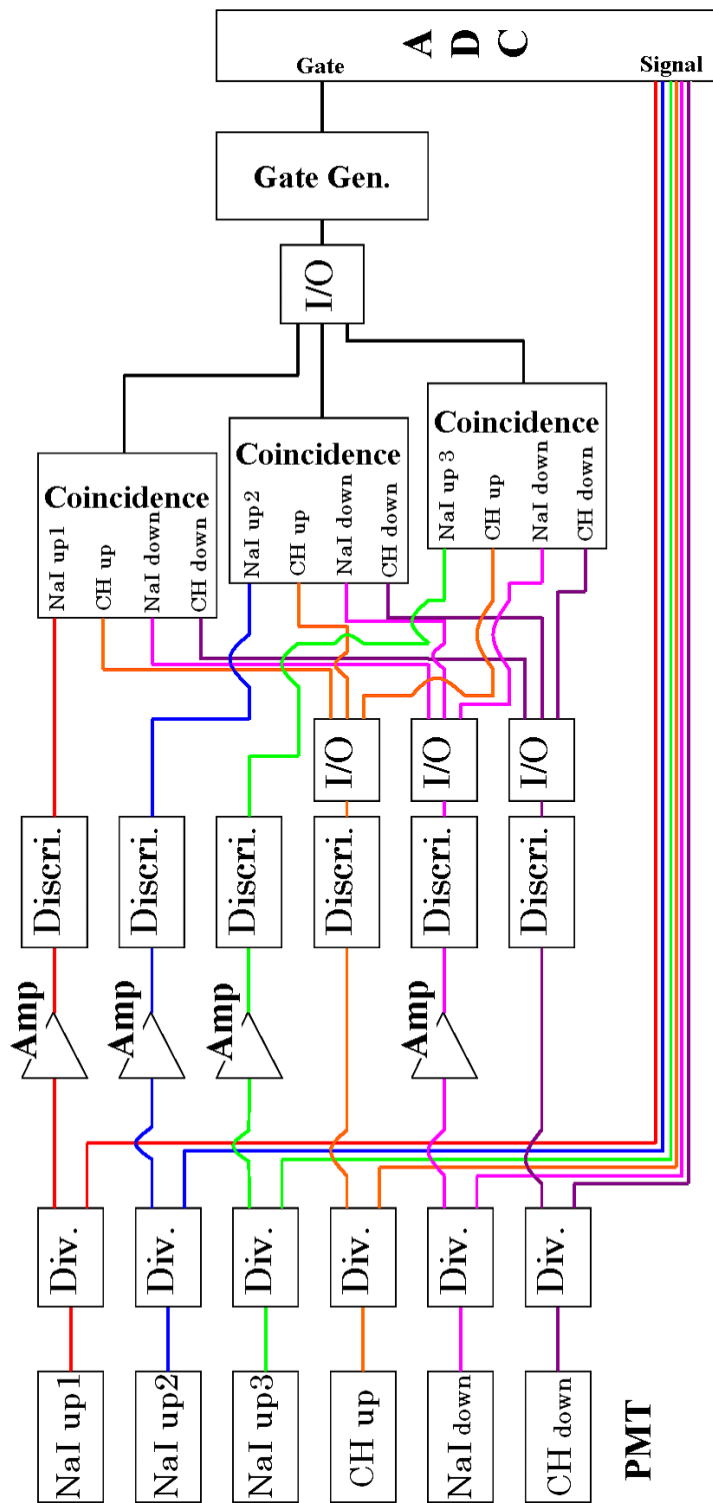 A
D
C
Gate
Signal
Gate Gen.
I/O
Coincidence
NaI up1
CH up
NaI down
CH down
Coincidence
NaI up2
CH up
NaI down
CH down
Coincidence
NaI up 3
CH up
NaI down
CH down
I/O
I/O
I/O
Discri.
Discri.
Discri.
Discri.
Discri.
Discri.
Amp
Amp
Amp
Amp
Div.
Div.
Div.
Div.
Div.
Div.
NaI up1
NaI up2
NaI up3
CH up
NaI down
CH down
PMT